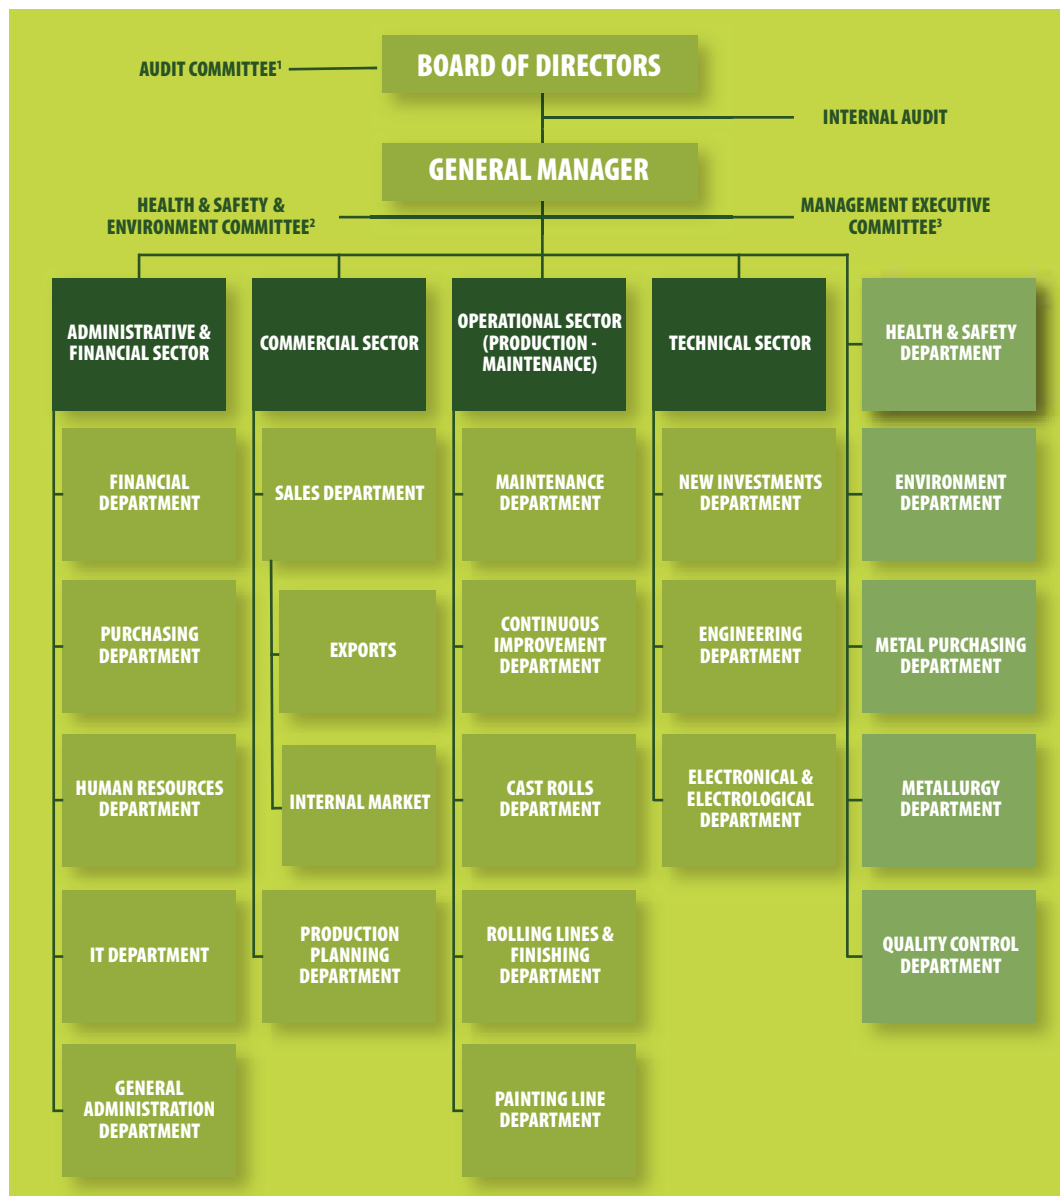 AUDIT COMMITTEE¹
BOARD OF DIRECTORS
INTERNAL AUDIT
GENERAL MANAGER
HEALTH & SAFETY &
ENVIRONMENT COMMITTEE²
MANAGEMENT EXECUTIVE
COMMITTEE³
ADMINISTRATIVE &
FINANCIAL SECTOR
COMMERCIAL SECTOR
OPERATIONAL SECTOR
(PRODUCTION -
MAINTENANCE)
TECHNICAL SECTOR
HEALTH & SAFETY
DEPARTMENT
FINANCIAL
DEPARTMENT
SALES DEPARTMENT
MAINTENANCE
DEPARTMENT
NEW INVESTMENTS
DEPARTMENT
ENVIRONMENT
DEPARTMENT
PURCHASING
DEPARTMENT
EXPORTS
CONTINUOUS
IMPROVEMENT
DEPARTMENT
ENGINEERING
DEPARTMENT
METAL PURCHASING
DEPARTMENT
HUMAN RESOURCES
DEPARTMENT
INTERNAL MARKET
CAST ROLLS
DEPARTMENT
ELECTRONICAL &
ELECTROLOGICAL
DEPARTMENT
METALLURGY
DEPARTMENT
IT DEPARTMENT
PRODUCTION
PLANNING
DEPARTMENT
ROLLING LINES &
FINISHING
DEPARTMENT
QUALITY CONTROL
DEPARTMENT
GENERAL
ADMINISTRATION
DEPARTMENT
PAINTING LINE
DEPARTMENT